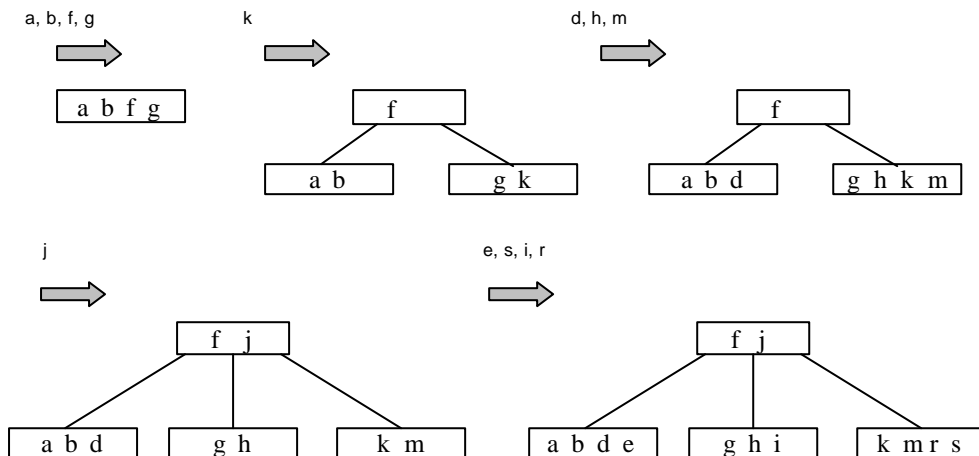 a, b, f, g
k
d, h, m
a b f g
f
f
a b
g k
a b d
g h k m
j
e, s, i, r
f j
f j
a b d
g h
k m
a b d e
g h i
k m r s